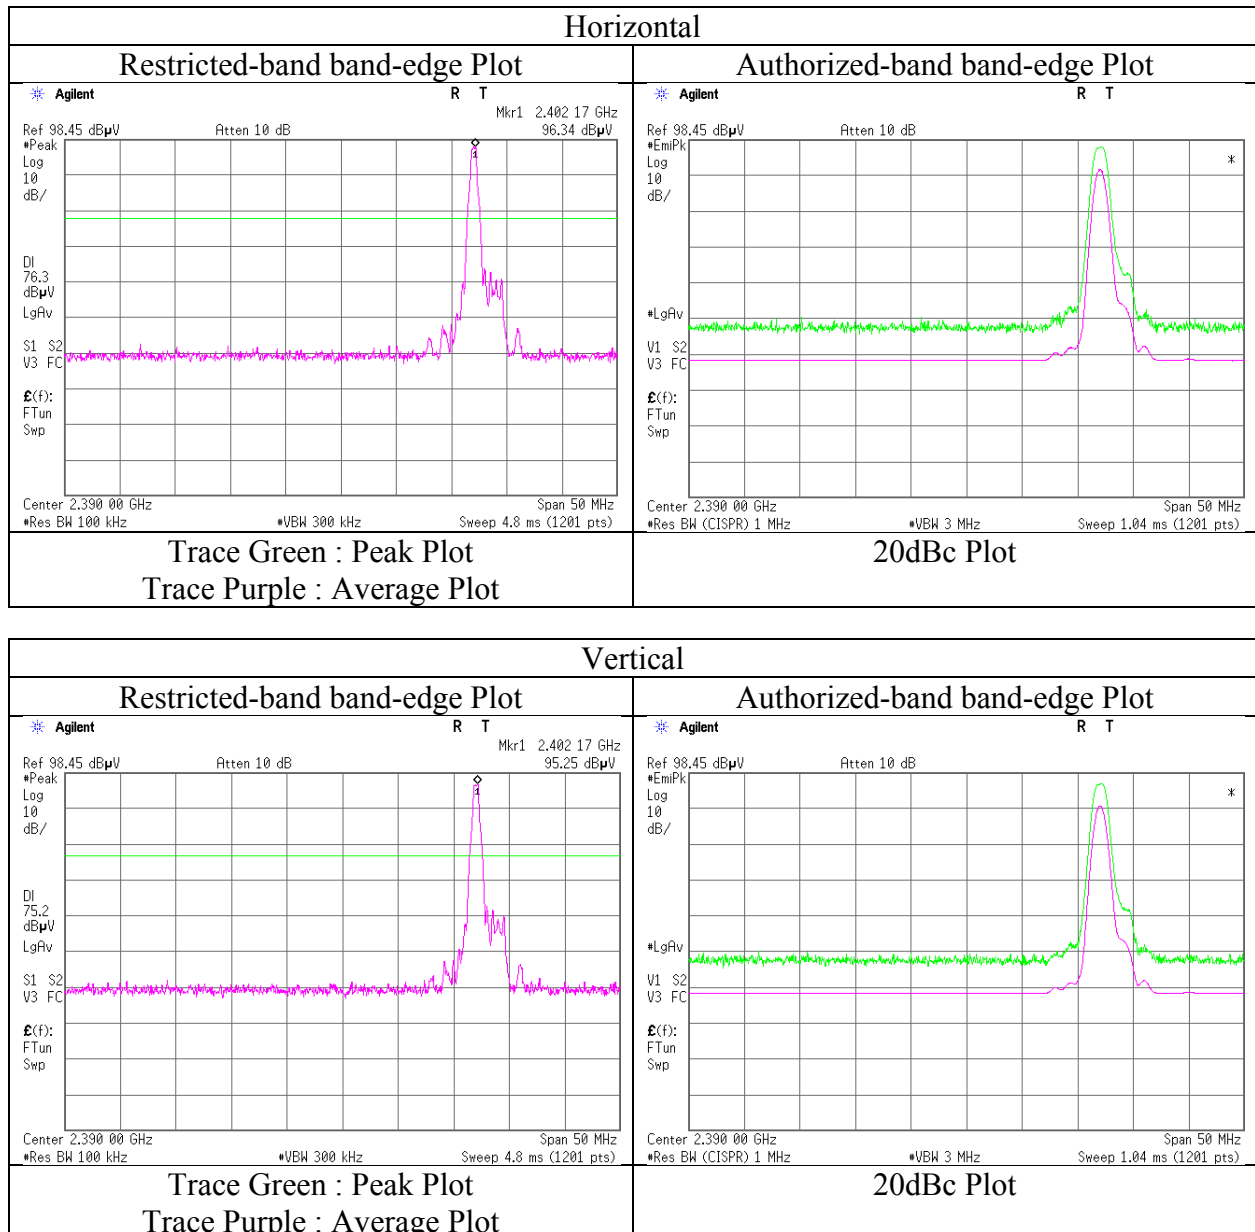 Horizontal
Restricted-band band-edge Plot
Authorized-band band-edge Plot
Agilent
R T
Mkr1 2.402 17 GHz
Ref 98.45 dBµV
Atten 10 dB
96.34 dBµV
#Peak
Log
10
dB/
1
DI
76.3
dBµV
LgAv
S1 S2
V3 FC
£(f):
FTun
Swp
Center 2.390 00 GHz
Span 50 MHz
#Res BW 100 kHz
#VBW 300 kHz
Sweep 4.8 ms (1201 pts)
Agilent
R T
Ref 98.45 dBµV
Atten 10 dB
#EmiPk
Log
10
dB/
*
#LgAv
V1 S2
V3 FC
£(f):
FTun
Swp
Center 2.390 00 GHz
Span 50 MHz
#Res BW (CISPR) 1 MHz
#VBW 3 MHz
Sweep 1.04 ms (1201 pts)
Trace Green : Peak Plot
Trace Purple : Average Plot
20dBc Plot
Vertical
Restricted-band band-edge Plot
Authorized-band band-edge Plot
Agilent
R T
Mkr1 2.402 17 GHz
Ref 98.45 dBµV
Atten 10 dB
95.25 dBµV
#Peak
Log
10
dB/
1
DI
75.2
dBµV
LgAv
S1 S2
V3 FC
£(f):
FTun
Swp
Center 2.390 00 GHz
Span 50 MHz
#Res BW 100 kHz
#VBW 300 kHz
Sweep 4.8 ms (1201 pts)
Agilent
R T
Ref 98.45 dBµV
Atten 10 dB
#EmiPk
Log
10
dB/
*
#LgAv
V1 S2
V3 FC
£(f):
FTun
Swp
Center 2.390 00 GHz
Span 50 MHz
#Res BW (CISPR) 1 MHz
#VBW 3 MHz
Sweep 1.04 ms (1201 pts)
Trace Green : Peak Plot
Trace Purple : Average Plot
20dBc Plot